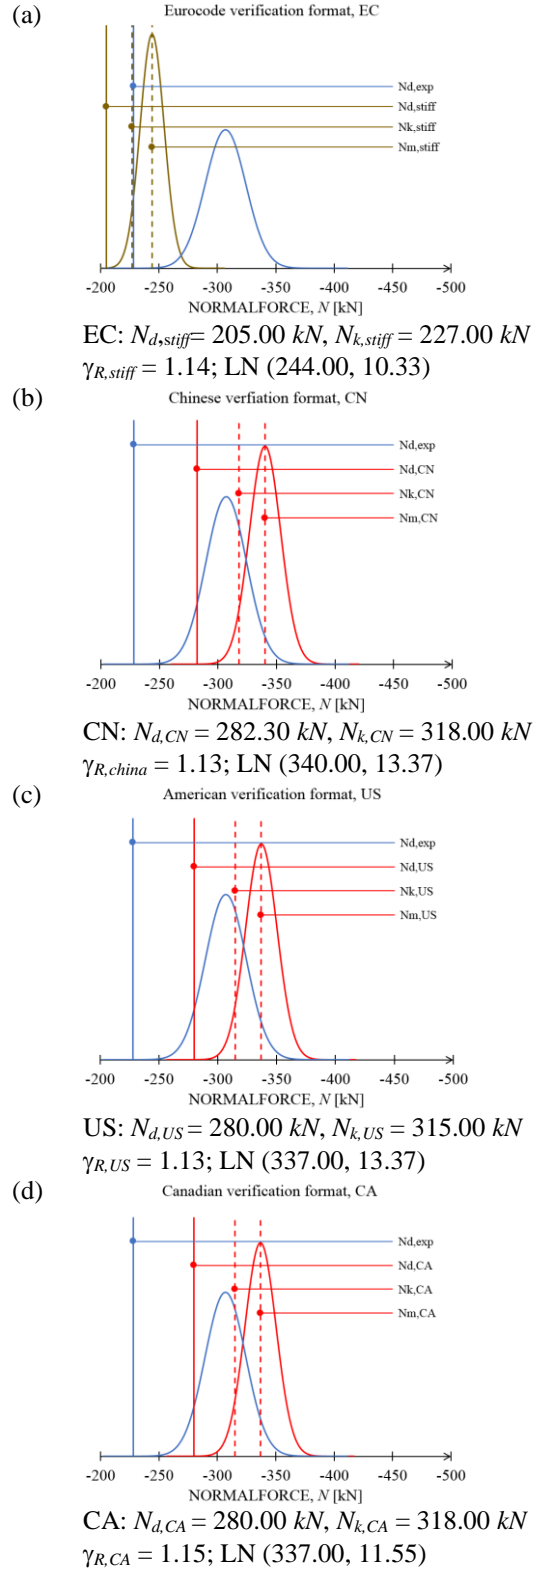 (a)
Eurocode verification format, EC
Nd,exp
Nd,stiff
Nk,stiff
Nm,stiff
-200 -250 -300 -350 -400 -450 -500
NORMALFORCE, N [kN]
EC: Nd,stiff= 205.00 kN, Nk,stiff = 227.00 kN
γR,stiff = 1.14; LN (244.00, 10.33)
(b)
Chinese verfiation format, CN
Nd,exp
Nd,CN
Nk,CN
Nm,CN
-200 -250 -300 -350 -400 -450 -500
NORMALFORCE, N [kN]
CN: Nd,CN = 282.30 kN, Nk,CN = 318.00 kN
γR,china = 1.13; LN (340.00, 13.37)
(c)
American verification format, US
Nd,exp
Nd,US
Nk,US
Nm,US
-200 -250 -300 -350 -400 -450 -500
NORMALFORCE, N [kN]
US: Nd,US = 280.00 kN, Nk,US = 315.00 kN
γR,US = 1.13; LN (337.00, 13.37)
(d)
Canadian verification format, CA
Nd,exp
Nd,CA
Nk,CA
Nm,CA
-200 -250 -300 -350 -400 -450 -500
NORMALFORCE, N [kN]
CA: Nd,CA = 280.00 kN, Nk,CA = 318.00 kN
γR,CA = 1.15; LN (337.00, 11.55)